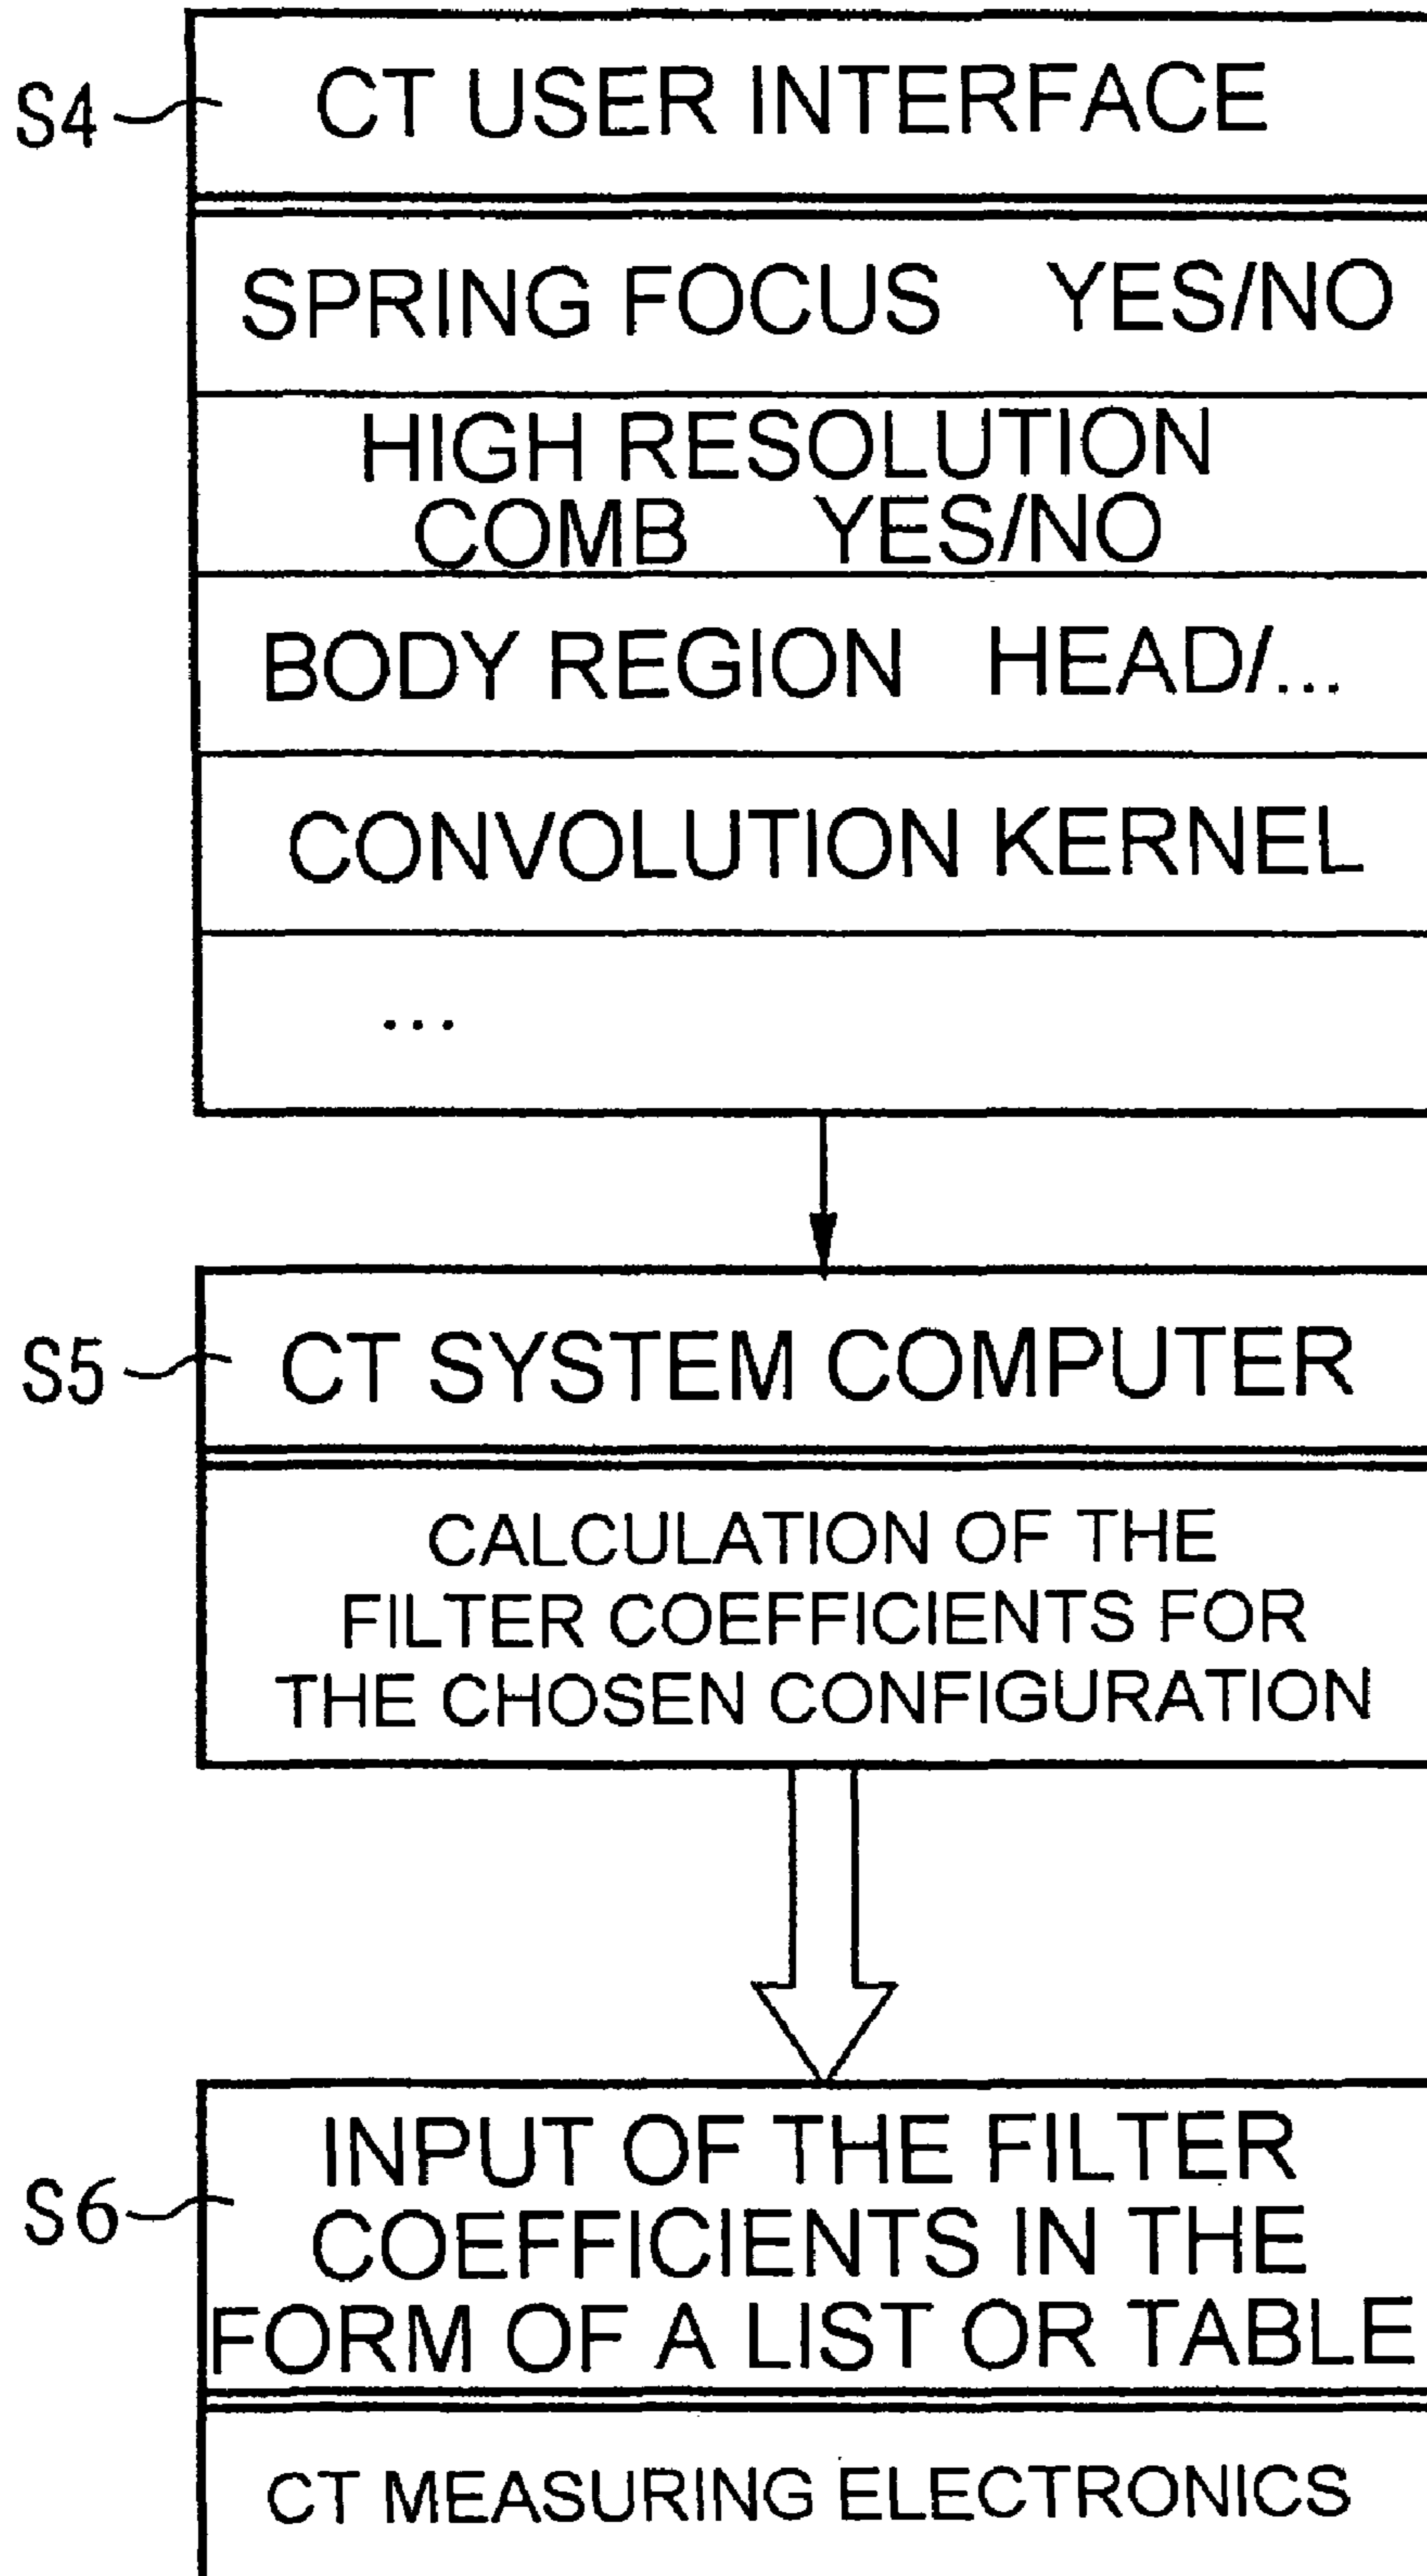 S4
CT USER INTERFACE
SPRING FOCUS YES/NO
HIGH RESOLUTION
COMB YES/NO
BODY REGION HEAD/...
CONVOLUTION KERNEL
...
S5
CT SYSTEM COMPUTER
CALCULATION OF THE
FILTER COEFFICIENTS FOR
THE CHOSEN CONFIGURATION
S6
INPUT OF THE FILTER
COEFFICIENTS IN THE
FORM OF A LIST OR TABLE
CT MEASURING ELECTRONICS